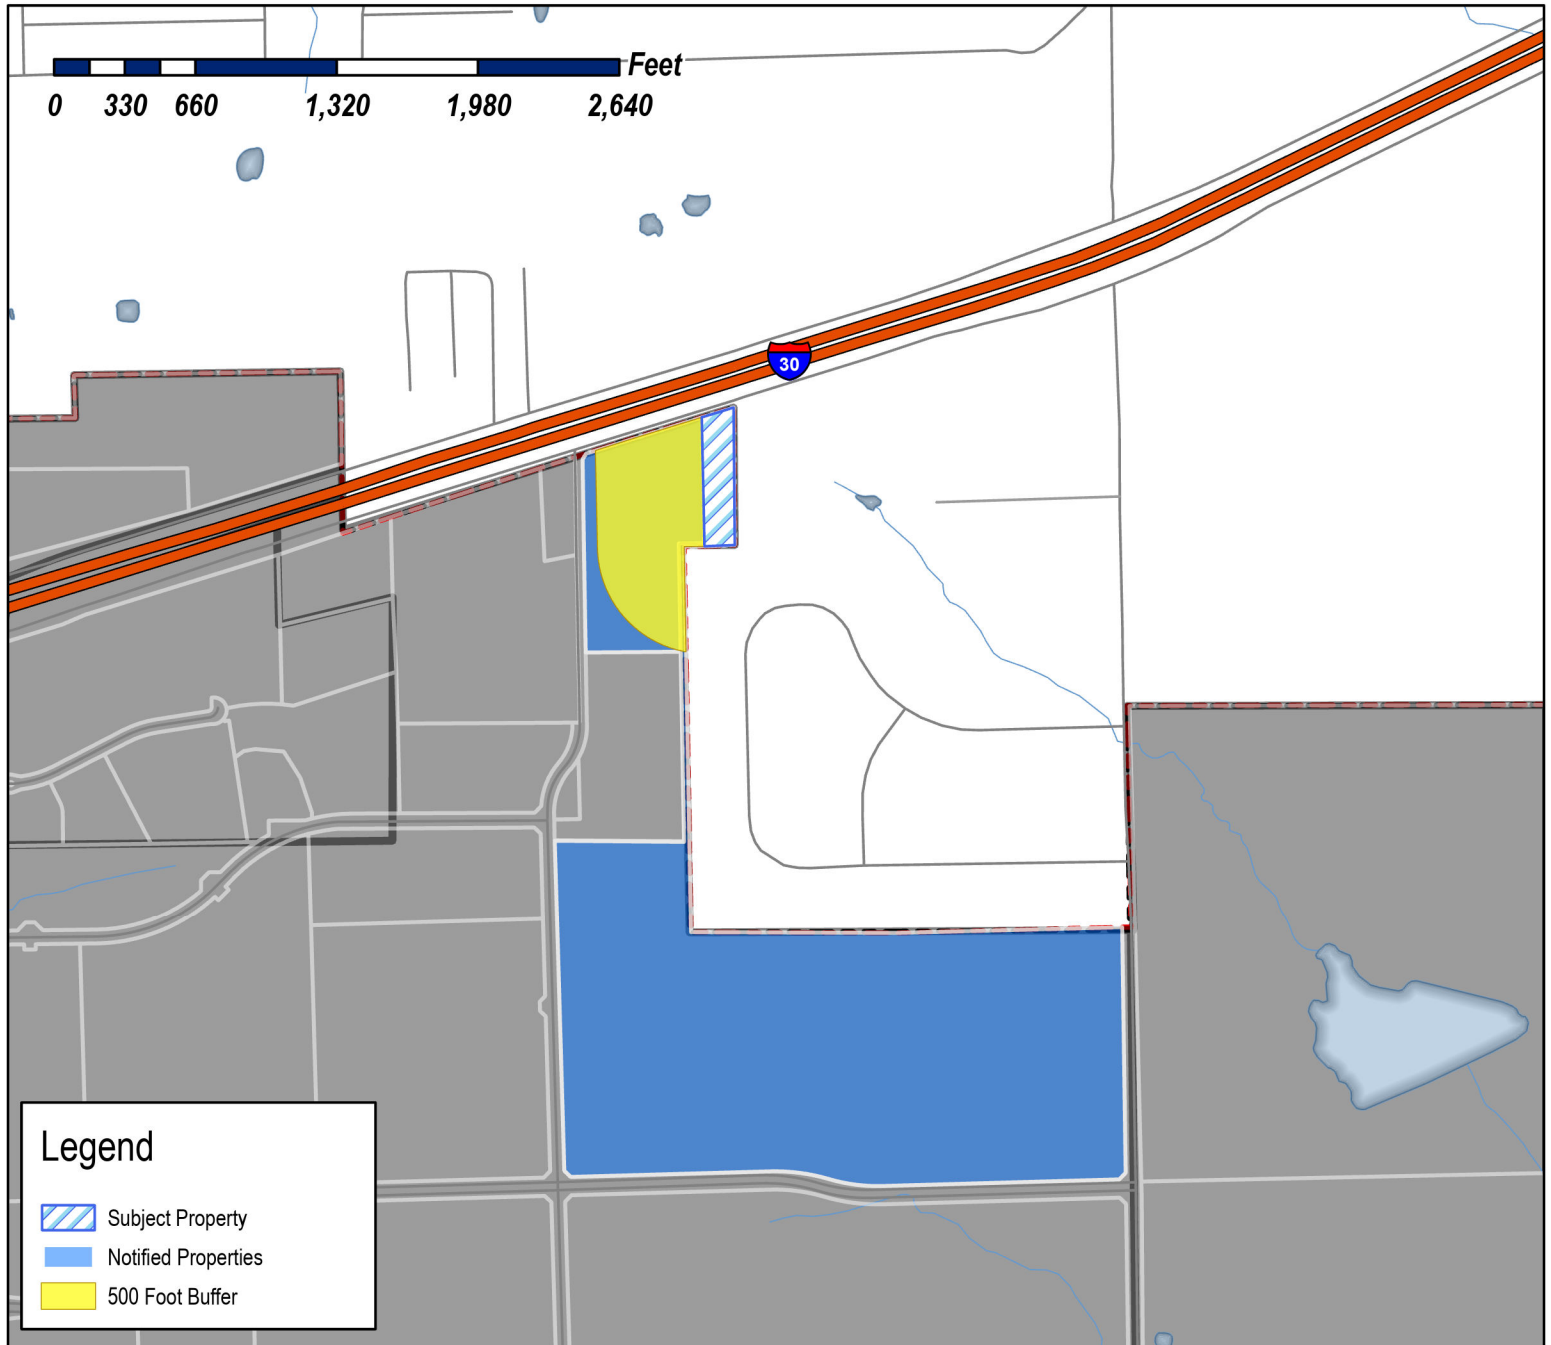 Feet
0 330 660 1,320 1,980 2,640
30
Legend
Subject Property
Notified Properties
500 Foot Buffer